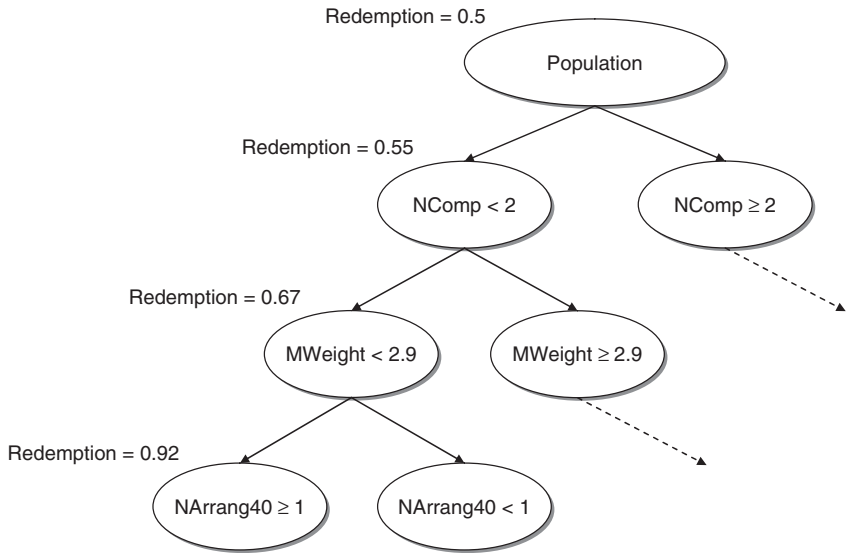 Redemption = 0.5
Population
Redemption = 0.55
NComp < 2
NComp ≥ 2
Redemption = 0.67
MWeight < 2.9
MWeight ≥ 2.9
Redemption = 0.92
NArrang40 ≥ 1
NArrang40 < 1